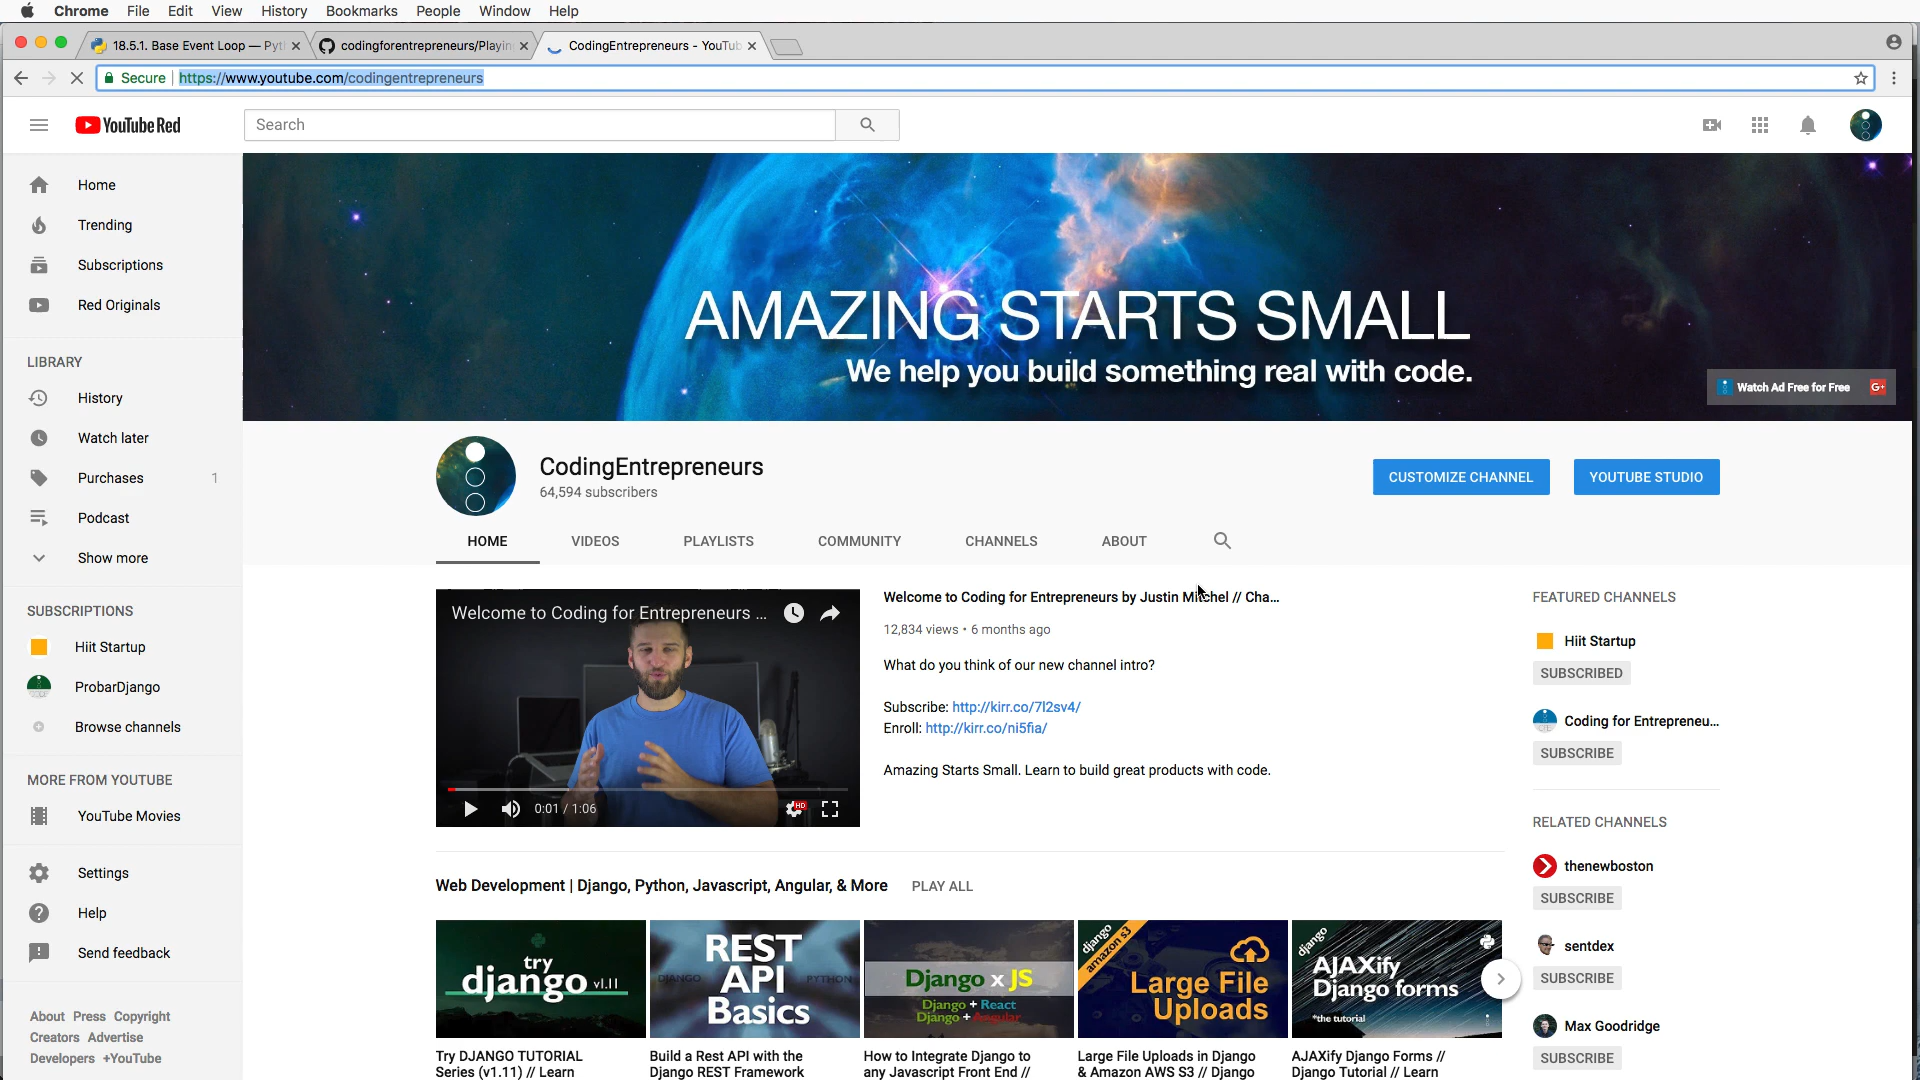 Chrome File Edit View History Bookmarks People Window Help
18.5.1. Base Event Loop — Pyt
codingforentrepreneurs/Playin
CodingEntrepreneurs - YouTub
Secure https://www.youtube.com/codingentrepreneurs
YouTube Red
Search
Home
Trending
Subscriptions
Red Originals
LIBRARY
History
Watch later
Purchases 1
Podcast
Show more
SUBSCRIPTIONS
Hiit Startup
ProbarDjango
Browse channels
MORE FROM YOUTUBE
YouTube Movies
Settings
Help
Send feedback
About Press Copyright
Creators Advertise
Developers +YouTube
AMAZING STARTS SMALL
We help you build something real with code.
Watch Ad Free for Free G+
CodingEntrepreneurs
64,594 subscribers
CUSTOMIZE CHANNEL
YOUTUBE STUDIO
HOME VIDEOS PLAYLISTS COMMUNITY CHANNELS ABOUT
Welcome to Coding for Entrepreneurs ...
0:01 / 1:06
HD
Welcome to Coding for Entrepreneurs by Justin Mitchel // Cha...
12,834 views • 6 months ago
What do you think of our new channel intro?
Subscribe: http://kirr.co/7l2sv4/
Enroll: http://kirr.co/ni5fia/
Amazing Starts Small. Learn to build great products with code.
Web Development | Django, Python, Javascript, Angular, & More PLAY ALL
try
django v1.11
Try DJANGO TUTORIAL
Series (v1.11) // Learn
DJANGO
REST
API
Basics
PYTHON
Build a Rest API with the
Django REST Framework
Django x JS
Django + React
Django + Angular
How to Integrate Django to
any Javascript Front End //
django
amazon s3
Large File
Uploads
Large File Uploads in Django
& Amazon AWS S3 // Django
django
AJAXify
Django forms
*the tutorial
AJAXify Django Forms //
Django Tutorial // Learn
FEATURED CHANNELS
Hiit Startup
SUBSCRIBED
Coding for Entrepreneu...
SUBSCRIBE
RELATED CHANNELS
thenewboston
SUBSCRIBE
sentdex
SUBSCRIBE
Max Goodridge
SUBSCRIBE